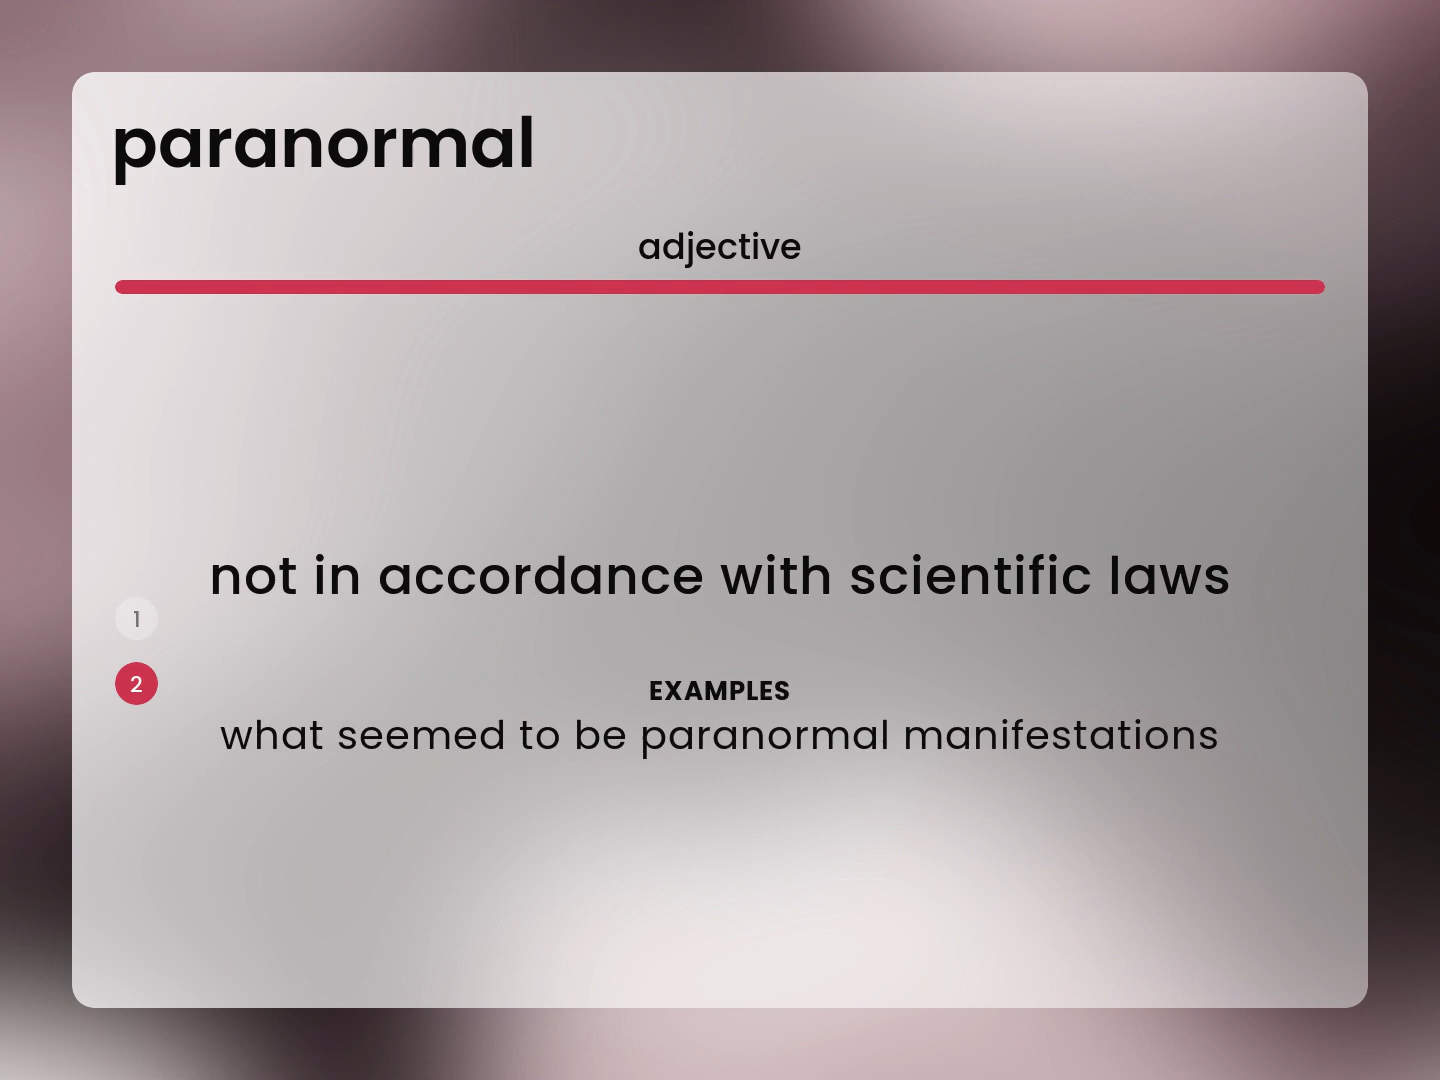 paranormal
adjective
not in accordance with scientific laws
1
2
EXAMPLES
what seemed to be paranormal manifestations